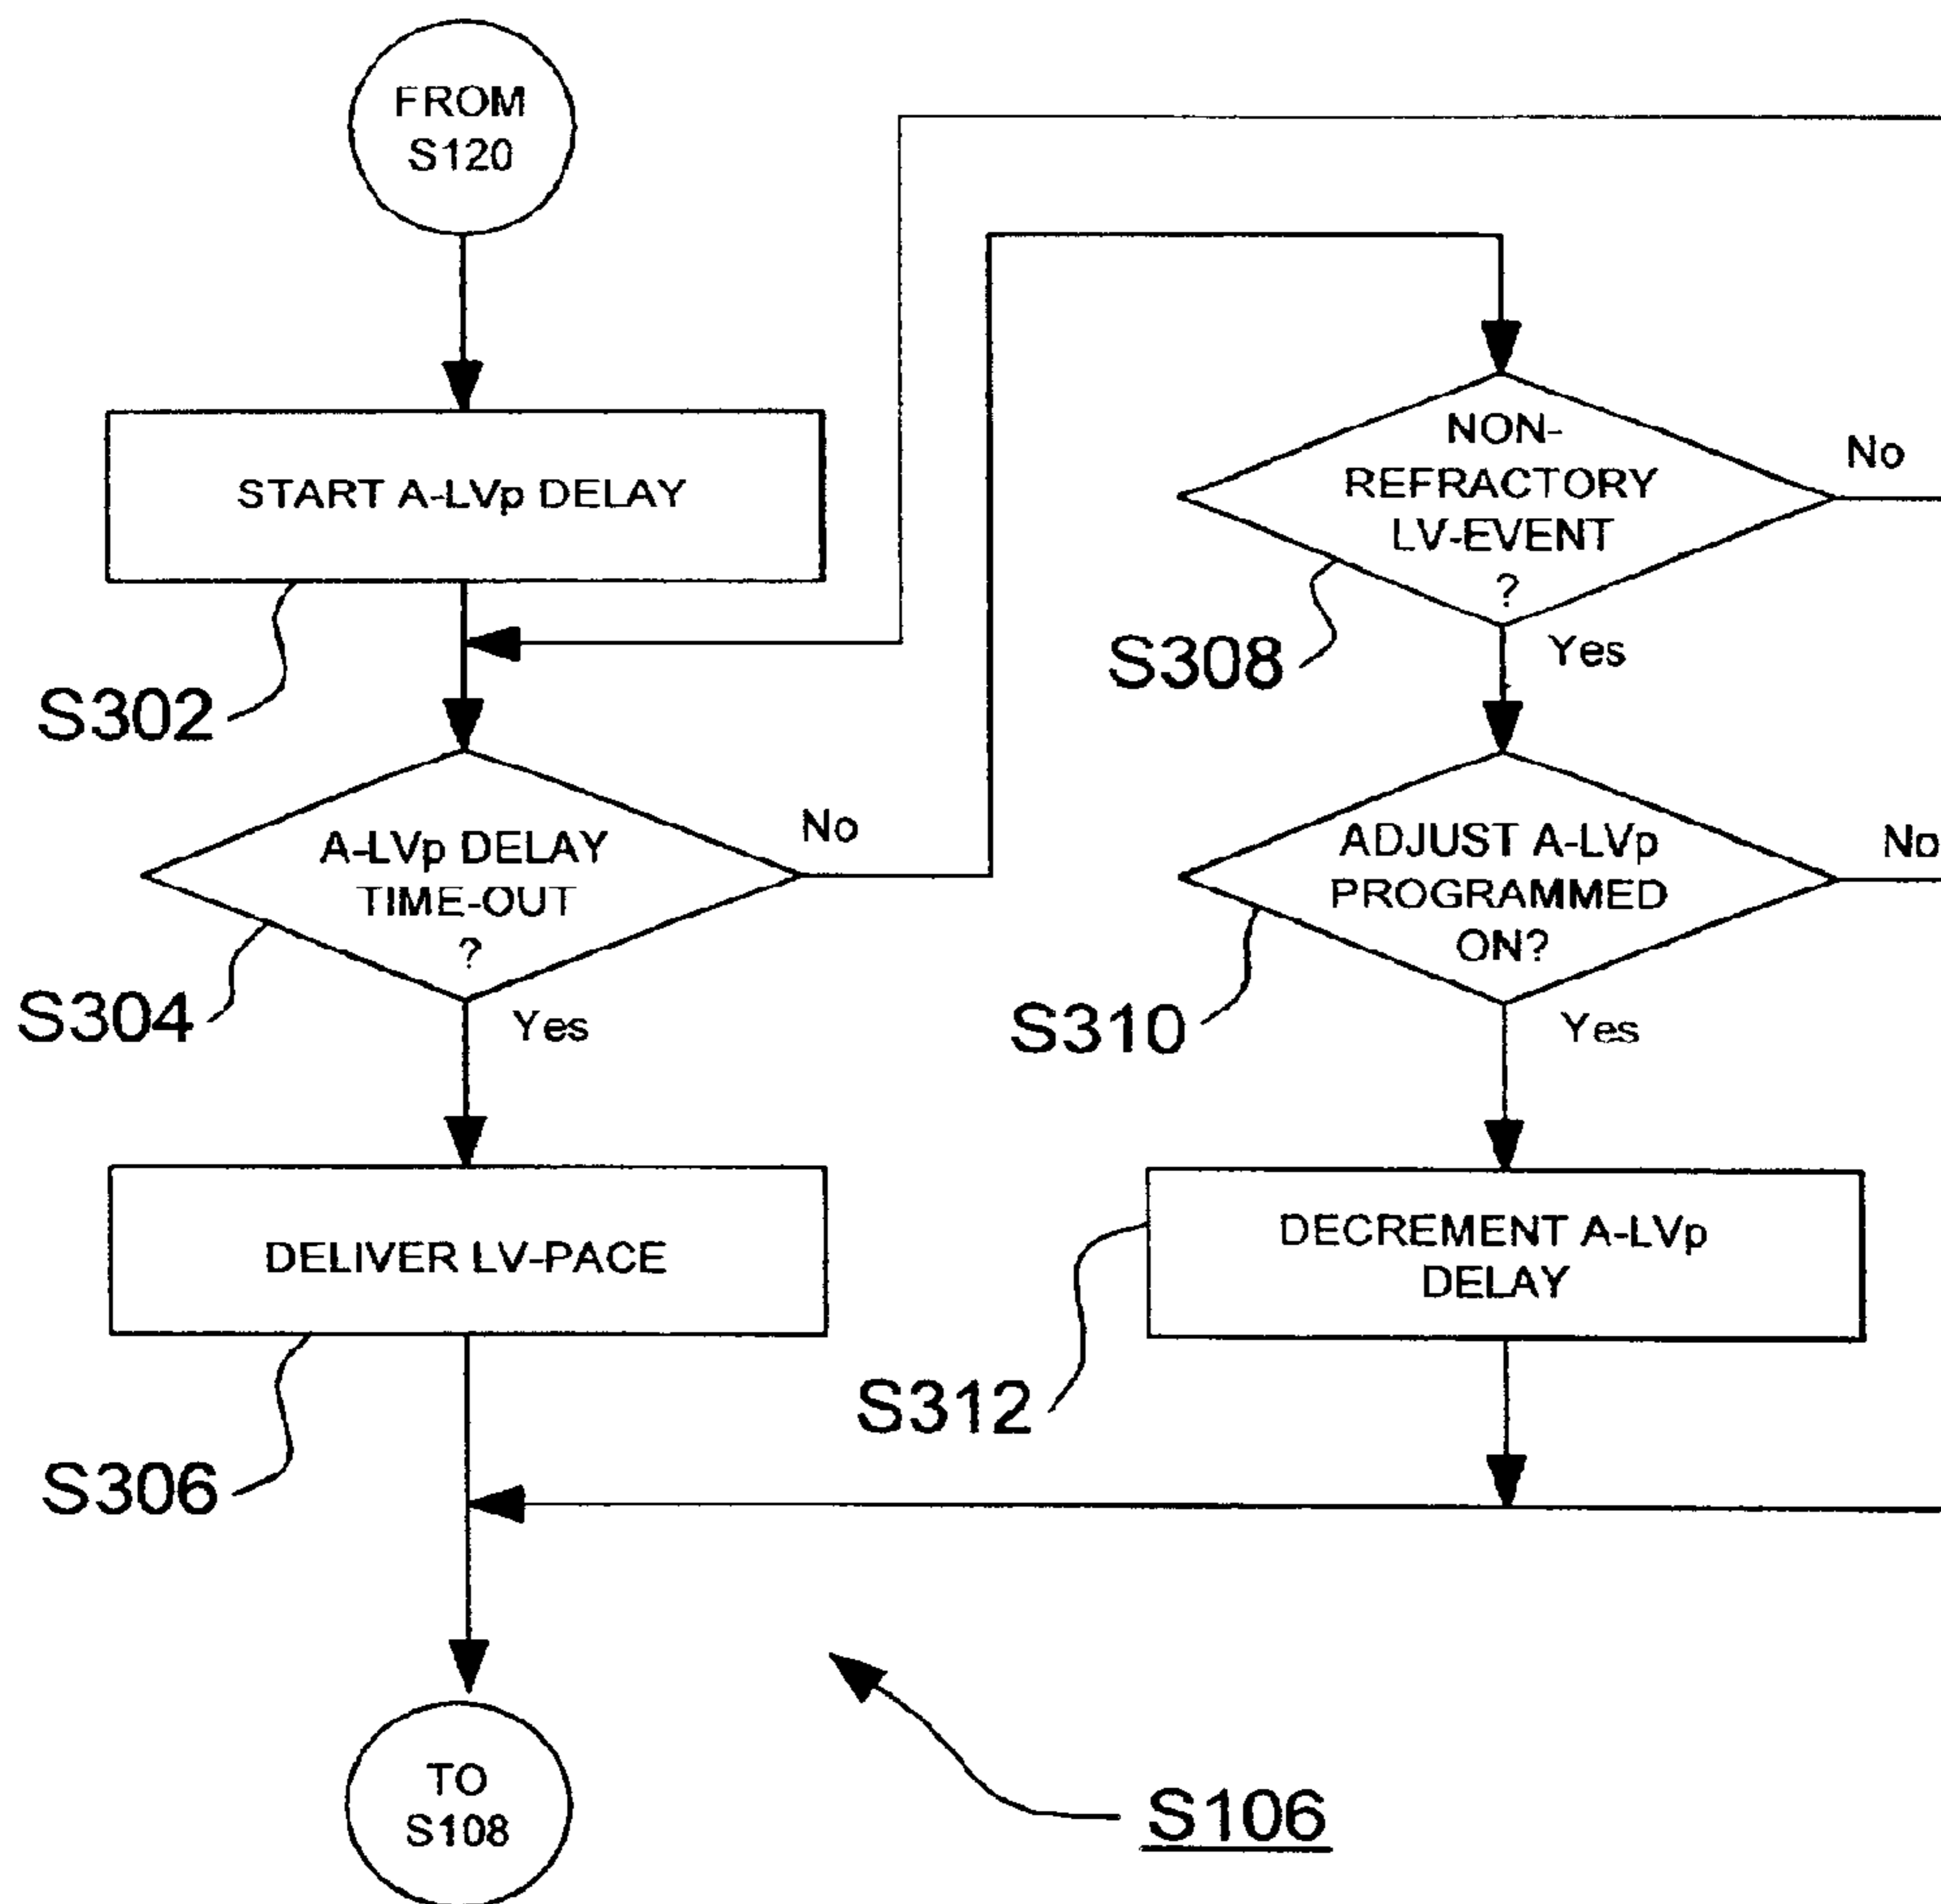 FROM
S120
START A-LVp DELAY
S302
A-LVp DELAY
TIME-OUT
?
No
S304
Yes
DELIVER LV-PACE
S306
TO
S108
NON-
REFRACTORY
LV-EVENT
?
No
S308
Yes
ADJUST A-LVp
PROGRAMMED
ON?
No
S310
Yes
DECREMENT A-LVp
DELAY
S312
S106